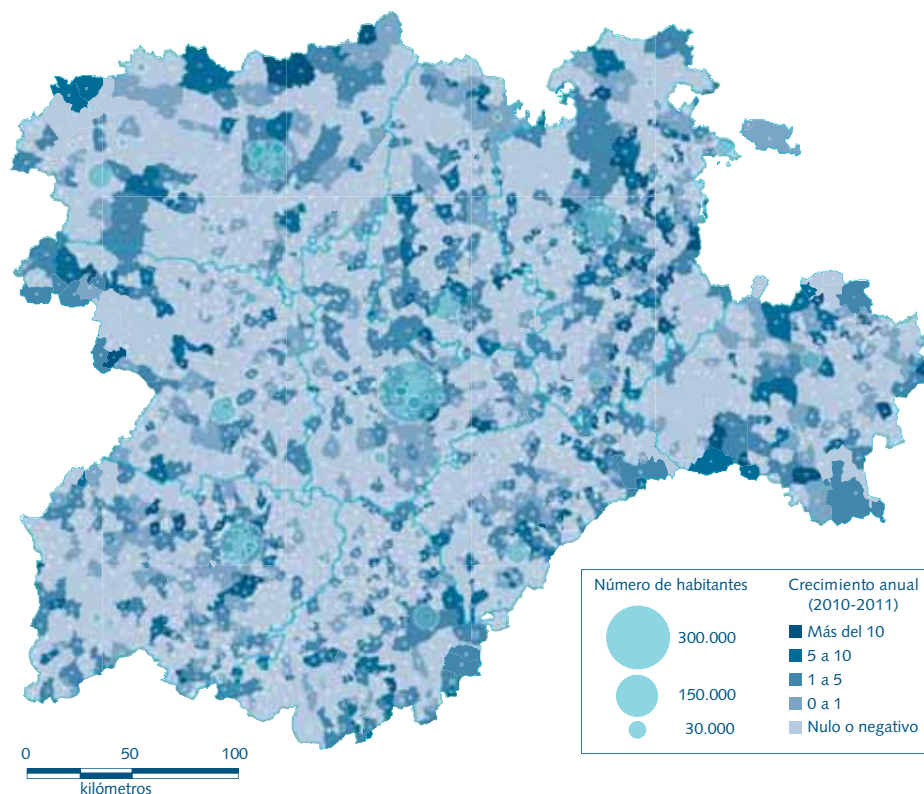 Número de habitantes
300.000
150.000
30.000
Crecimiento anual
(2010-2011)
Más del 10
5 a 10
1 a 5
0 a 1
Nulo o negativo
0 50 100
kilómetros